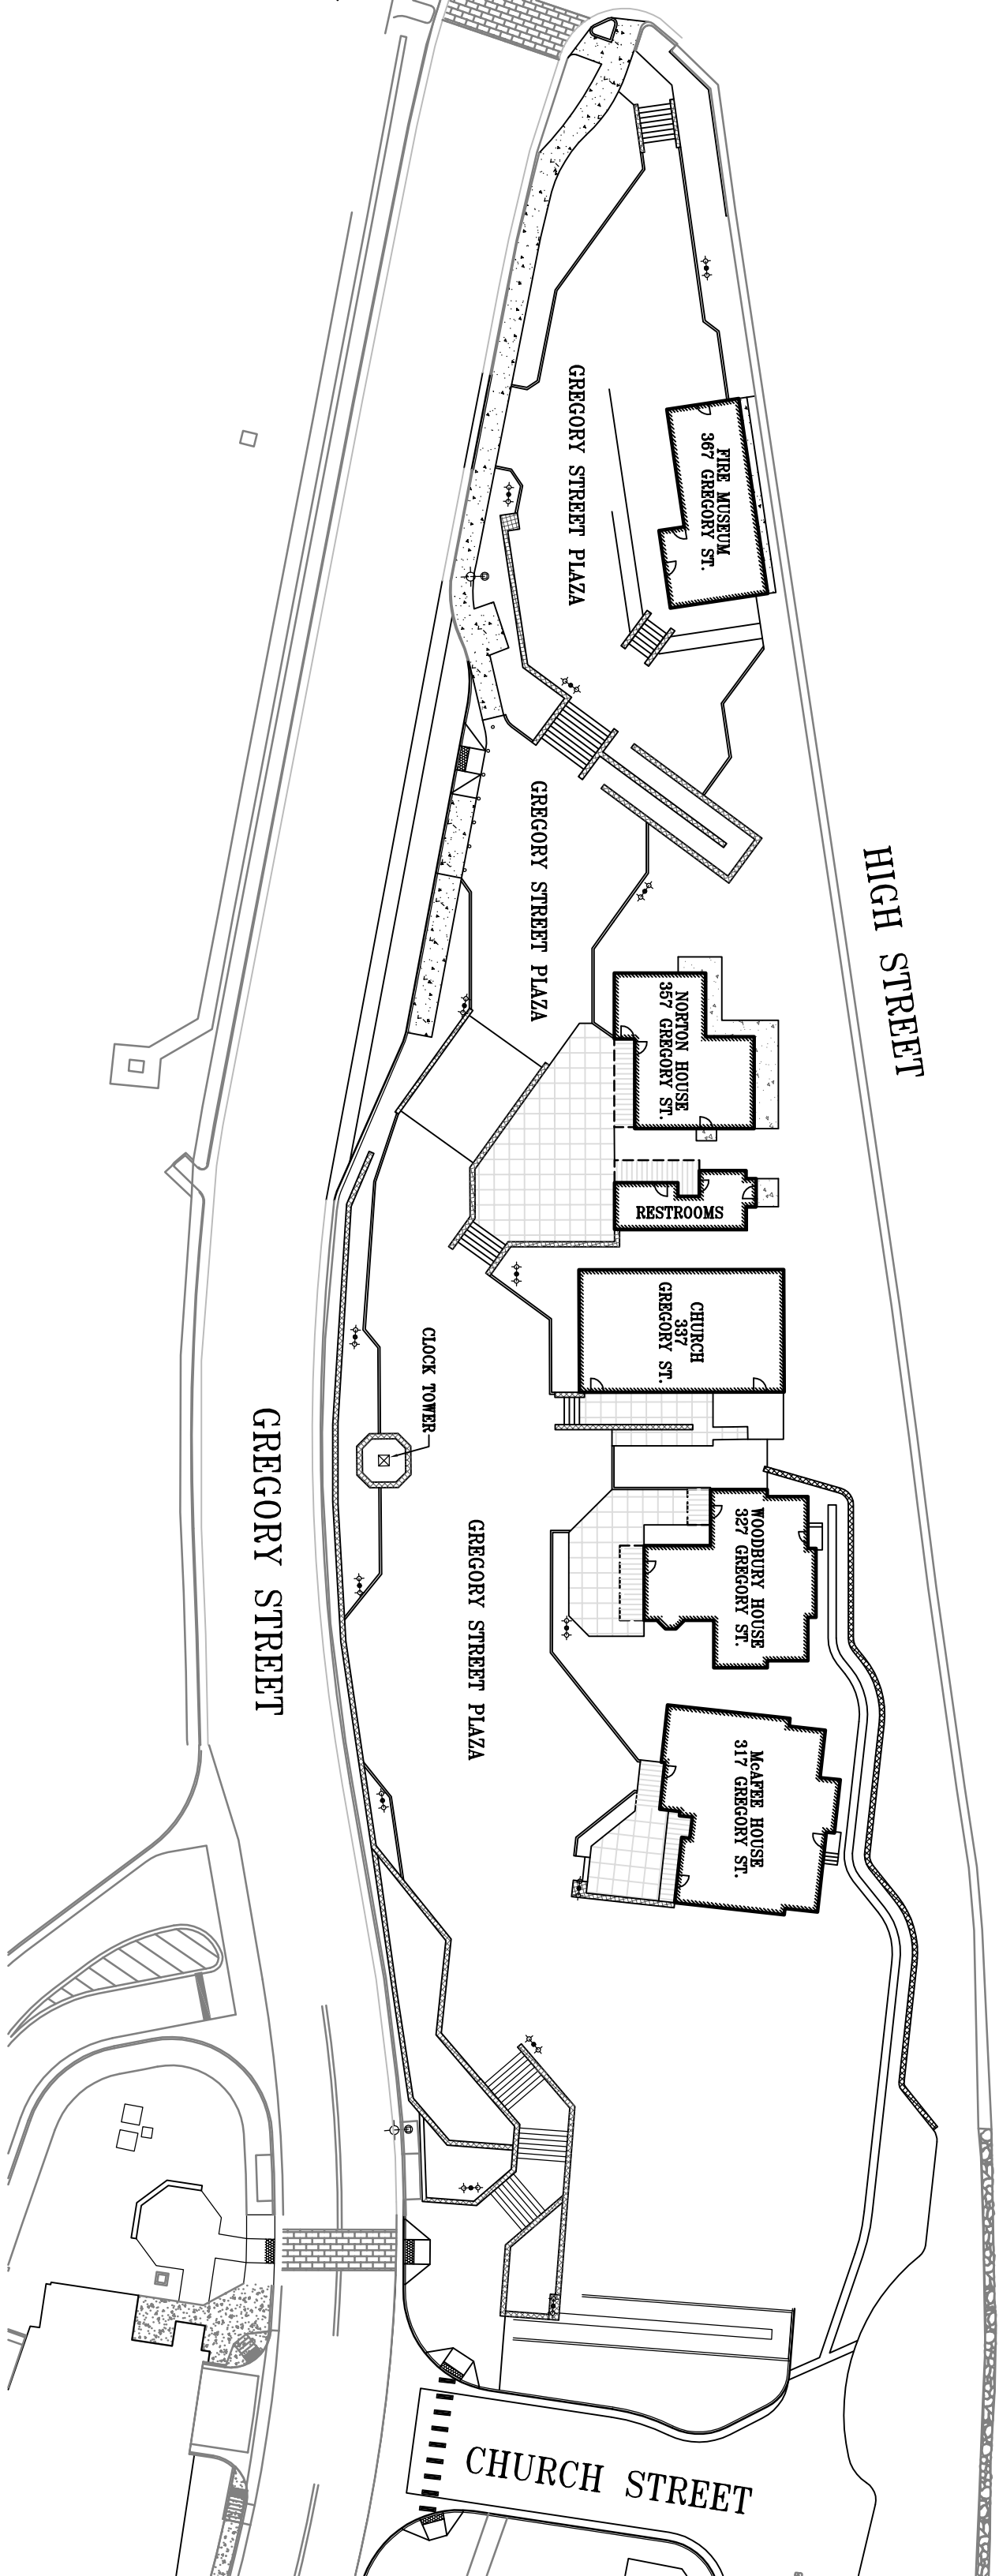 GREGORY STREET PLAZA
FIRE MUSEUM
367 GREGORY ST.
HIGH STREET
GREGORY STREET PLAZA
NORTON HOUSE
357 GREGORY ST.
RESTROOMS
CHURCH
337
GREGORY ST.
CLOCK TOWER
GREGORY STREET
GREGORY STREET PLAZA
WOODBURY HOUSE
327 GREGORY ST.
McAFEE HOUSE
317 GREGORY ST.
CHURCH STREET